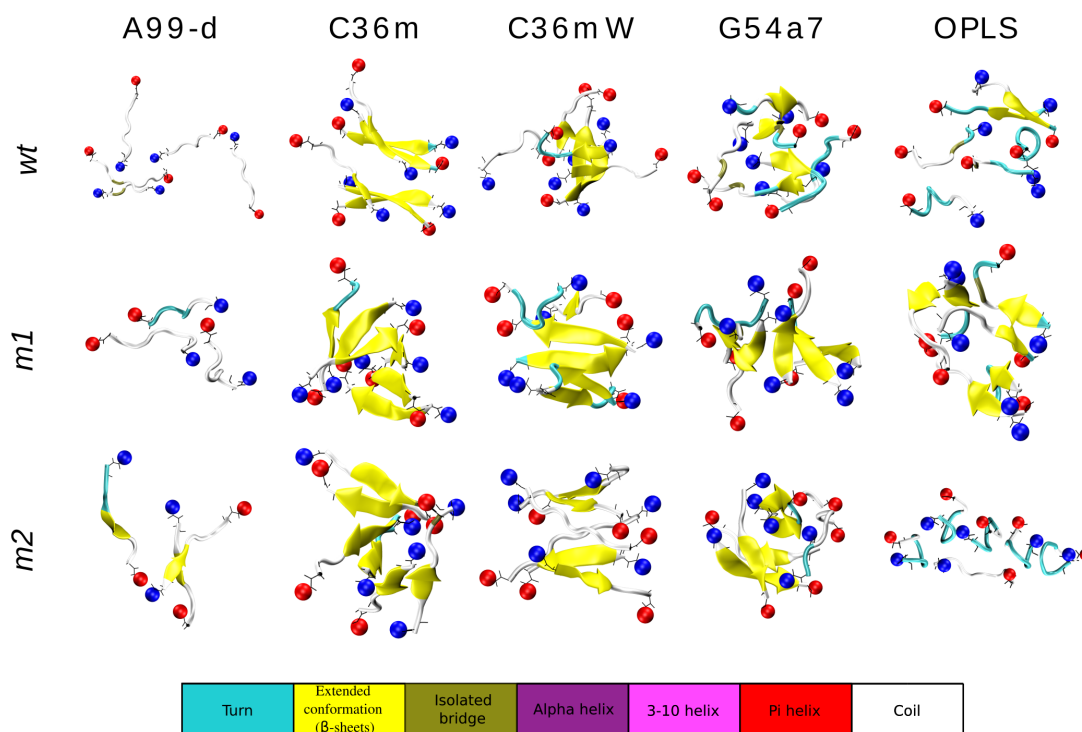 A99-d C36m C36mW G54a7 OPLS
wt
m1
m2
Turn
Extended
conformation
(β-sheets)
Isolated
bridge
Alpha helix
3-10 helix
Pi helix
Coil